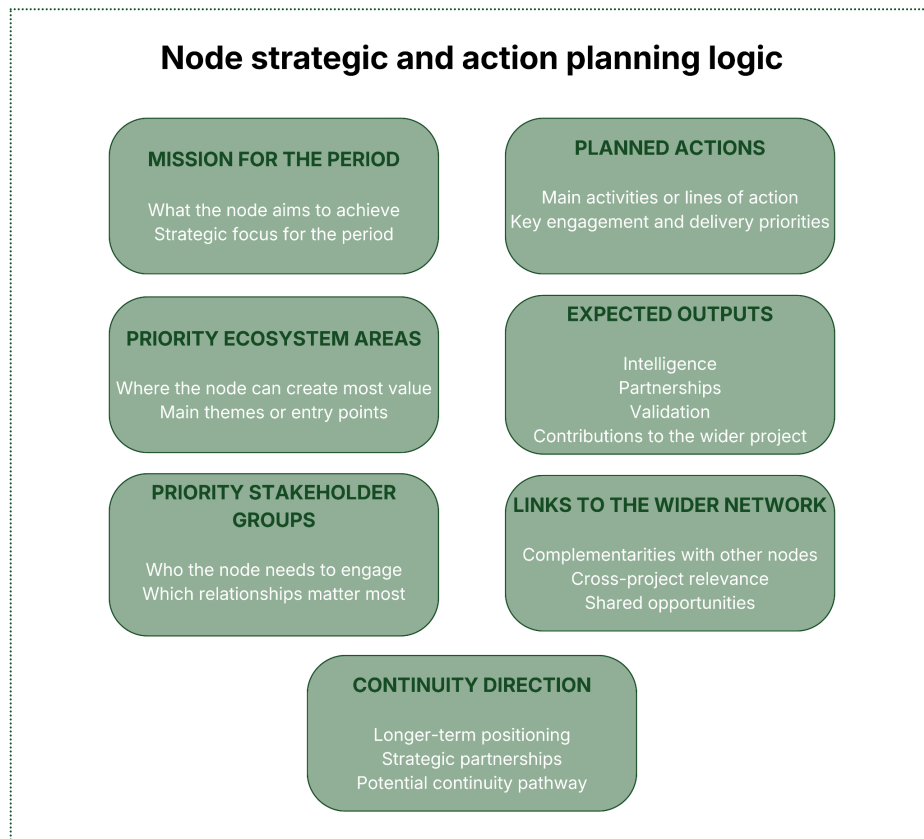 Node strategic and action planning logic
MISSION FOR THE PERIOD
What the node aims to achieve
Strategic focus for the period
PLANNED ACTIONS
Main activities or lines of action
Key engagement and delivery priorities
PRIORITY ECOSYSTEM AREAS
Where the node can create most value
Main themes or entry points
EXPECTED OUTPUTS
Intelligence
Partnerships
Validation
Contributions to the wider project
PRIORITY STAKEHOLDER
GROUPS
Who the node needs to engage
Which relationships matter most
LINKS TO THE WIDER NETWORK
Complementarities with other nodes
Cross-project relevance
Shared opportunities
CONTINUITY DIRECTION
Longer-term positioning
Strategic partnerships
Potential continuity pathway